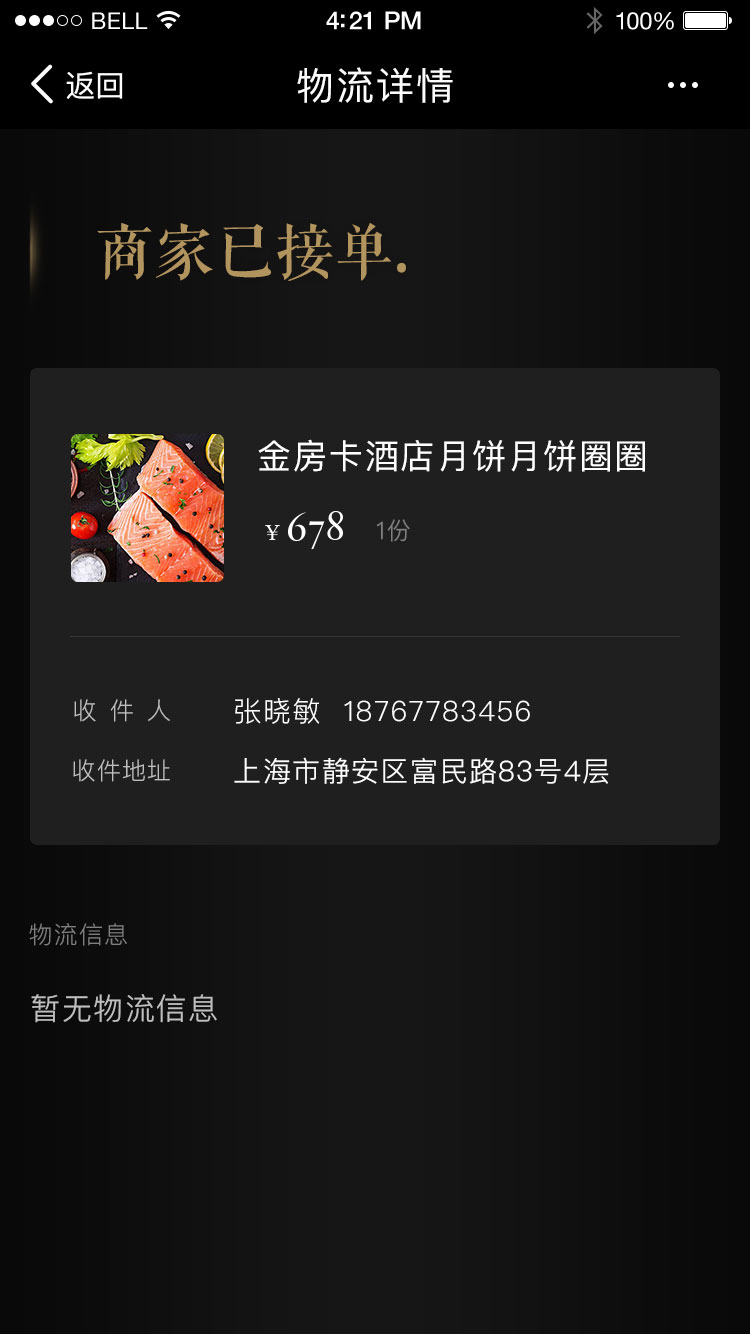 BELL 4:21 PM 100%
返回 物流详情
商家已接单.
金房卡酒店月饼月饼圈圈
¥ 678 1份
收件人 张晓敏 18767783456
收件地址 上海市静安区富民路83号4层
物流信息
暂无物流信息